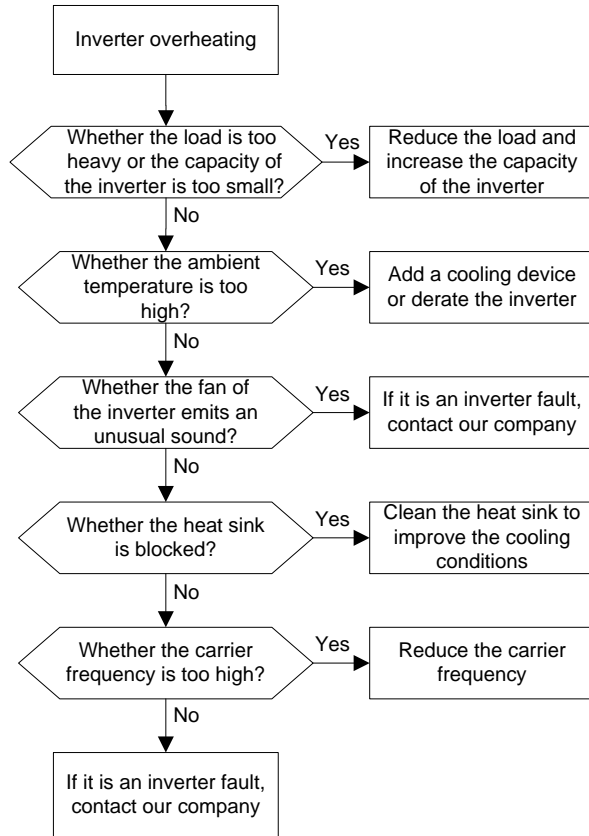 Inverter overheating
Whether the load is too
heavy or the capacity of
the inverter is too small?
Yes
Reduce the load and
increase the capacity
of the inverter
No
Whether the ambient
temperature is too
high?
Yes
Add a cooling device
or derate the inverter
No
Whether the fan of
the inverter emits an
unusual sound?
Yes
If it is an inverter fault,
contact our company
No
Whether the heat sink
is blocked?
Yes
Clean the heat sink to
improve the cooling
conditions
No
Whether the carrier
frequency is too high?
Yes
Reduce the carrier
frequency
No
If it is an inverter fault,
contact our company